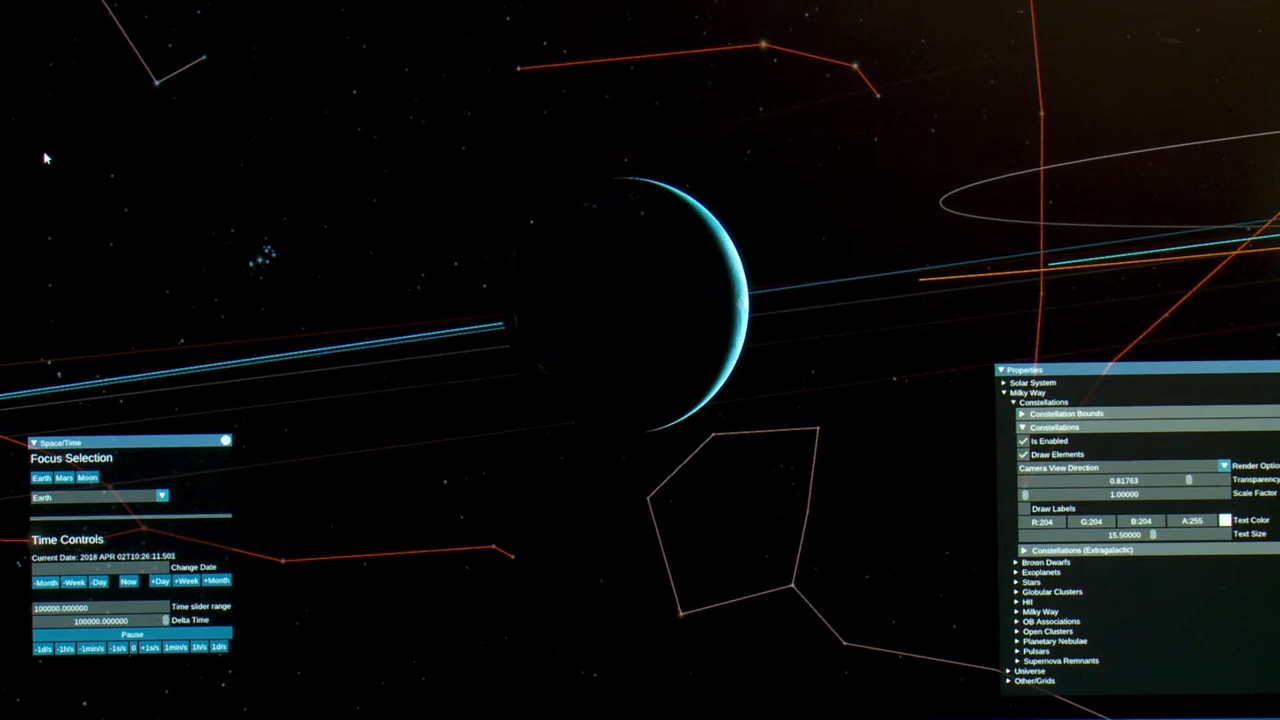 Space/Time
Focus Selection
Earth Mars Moon
Earth
Time Controls
Current Date: 2018 APR 02T10:26:11.501
Change Date
-Month -Week -Day Now +Day +Week +Month
100000.000000 Time slider range
100000.000000 Delta Time
Pause
-1d/s -1h/s -1min/s -1s/s 0 +1s/s 1min/s 1h/s 1d/s
Properties
Solar System
Milky Way
Constellations
Constellation Bounds
Constellations
Is Enabled
Draw Elements
Camera View Direction Render Optio
0.81763 Transparency
1.00000 Scale Factor
Draw Labels
R:204 G:204 B:204 A:255 Text Color
15.50000 Text Size
Constellations (Extragalactic)
Brown Dwarfs
Exoplanets
Stars
Globular Clusters
HII
Milky Way
OB Associations
Open Clusters
Planetary Nebulae
Pulsars
Supernova Remnants
Universe
Other/Grids